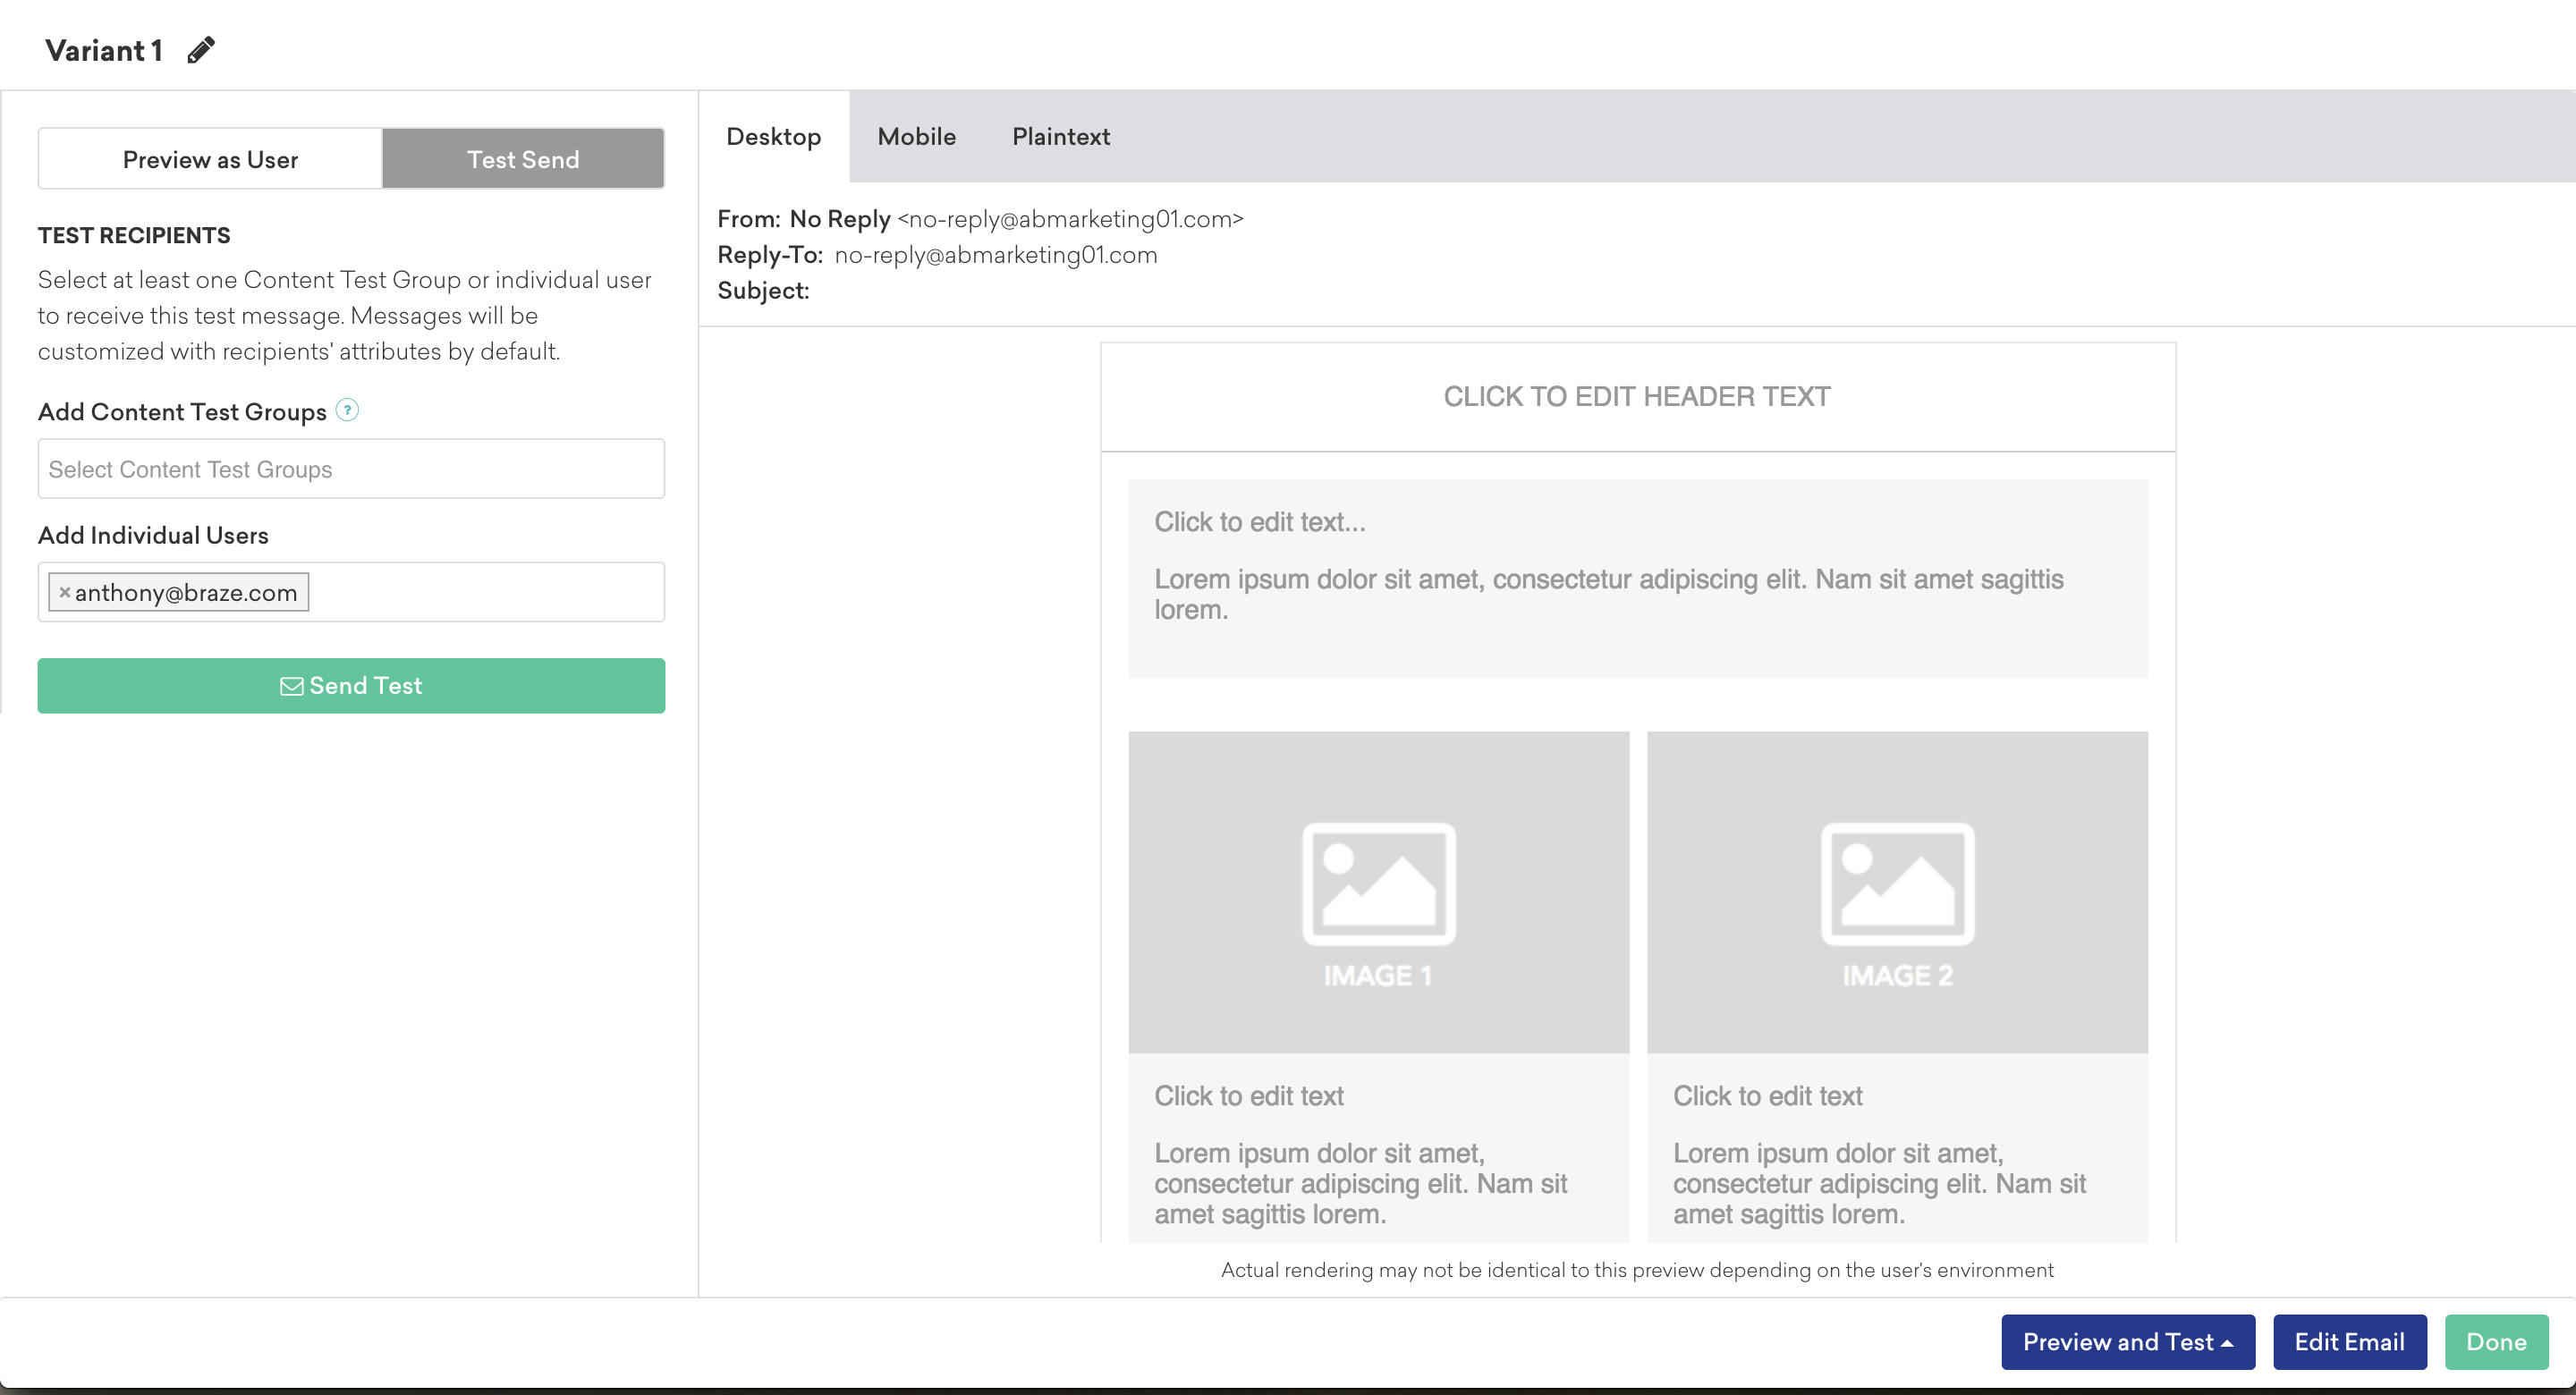 Variant 1
Preview as User
Test Send
TEST RECIPIENTS
Select at least one Content Test Group or individual user
to receive this test message. Messages will be
customized with recipients' attributes by default.
Add Content Test Groups ?
Select Content Test Groups
Add Individual Users
×anthony@braze.com
Send Test
Desktop
Mobile
Plaintext
From: No Reply <no-reply@abmarketing01.com>
Reply-To: no-reply@abmarketing01.com
Subject:
CLICK TO EDIT HEADER TEXT
Click to edit text...
Lorem ipsum dolor sit amet, consectetur adipiscing elit. Nam sit amet sagittis
lorem.
IMAGE 1
Click to edit text
Lorem ipsum dolor sit amet,
consectetur adipiscing elit. Nam sit
amet sagittis lorem.
IMAGE 2
Click to edit text
Lorem ipsum dolor sit amet,
consectetur adipiscing elit. Nam sit
amet sagittis lorem.
Actual rendering may not be identical to this preview depending on the user's environment
Preview and Test
Edit Email
Done